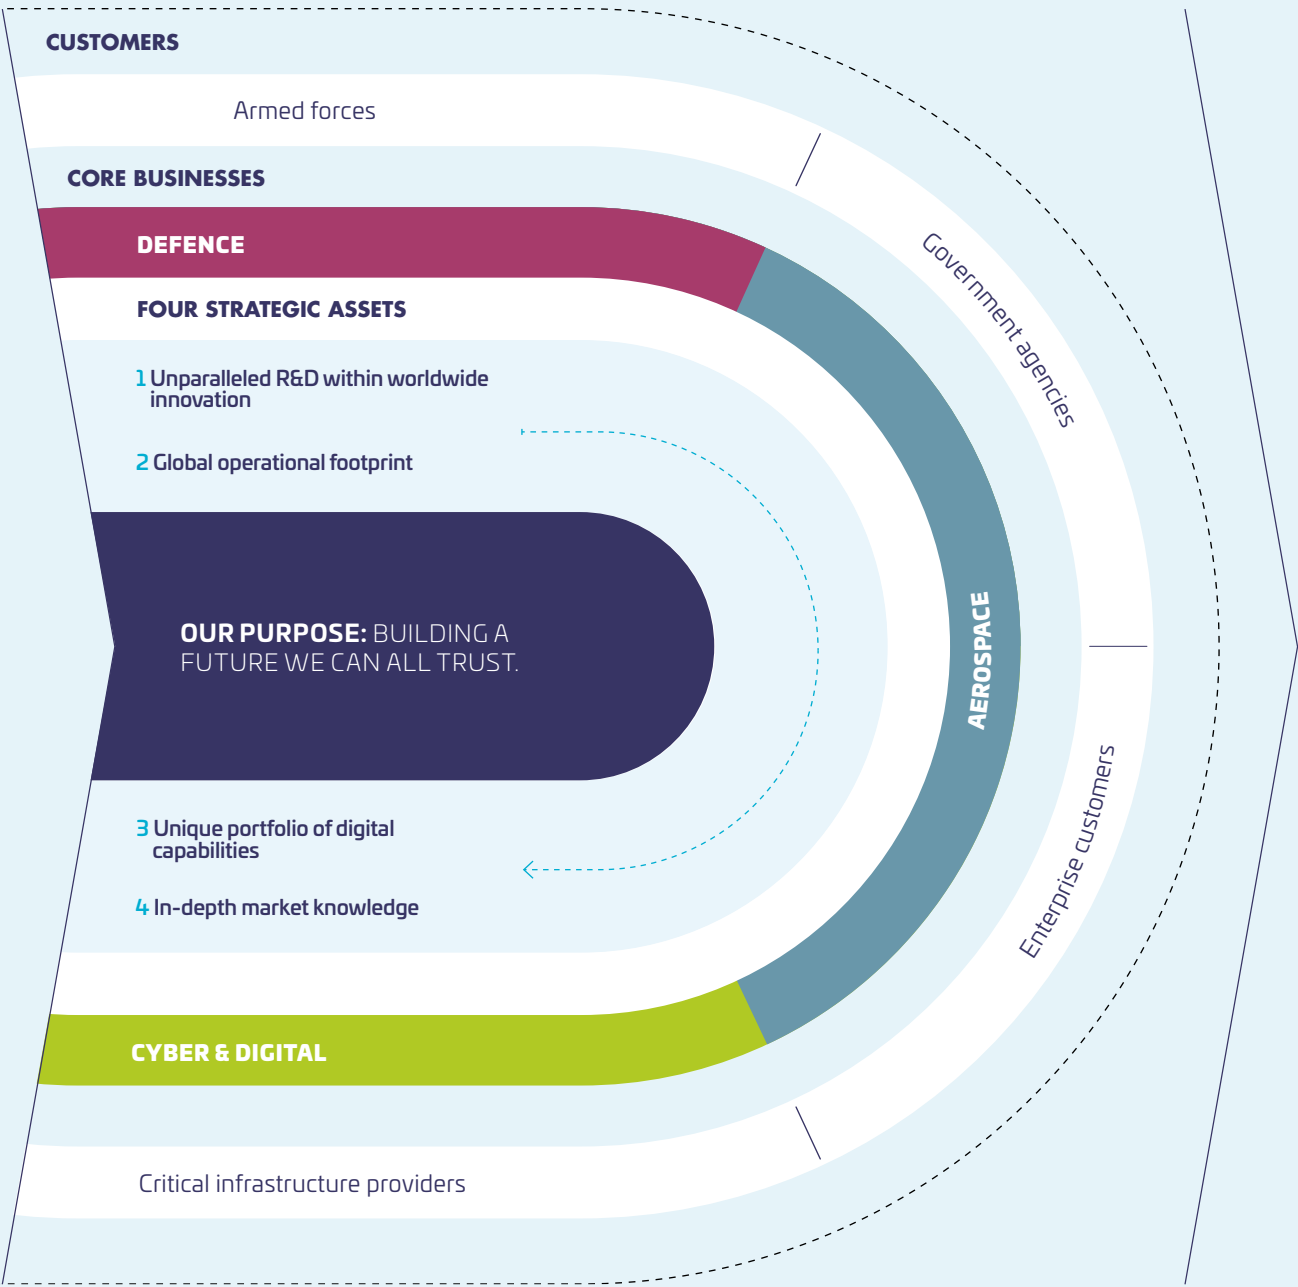 CUSTOMERS
Armed forces
Government agencies
Enterprise customers
Critical infrastructure providers
CORE BUSINESSES
DEFENCE
AEROSPACE
CYBER & DIGITAL
FOUR STRATEGIC ASSETS
1 Unparalleled R&D within worldwide
innovation
2 Global operational footprint
3 Unique portfolio of digital
capabilities
4 In-depth market knowledge
OUR PURPOSE: BUILDING A
FUTURE WE CAN ALL TRUST.